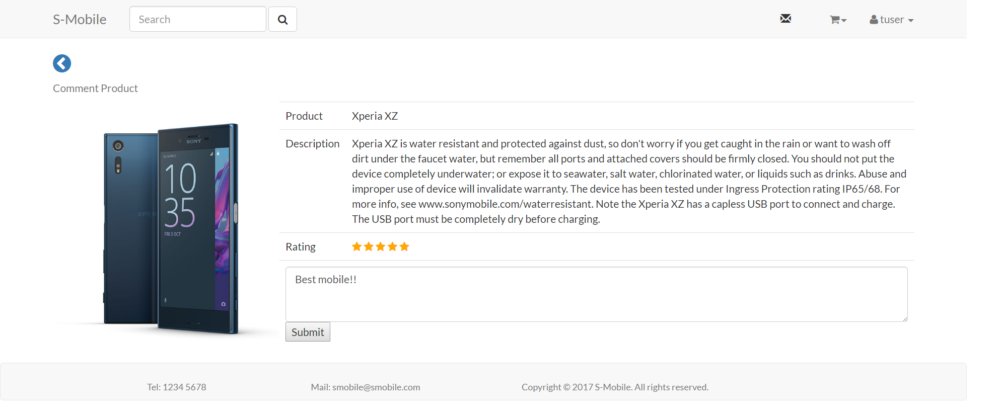 S-Mobile
Search
tuser
Comment Product
Product
Xperia XZ
Description
Xperia XZ is water resistant and protected against dust, so don't worry if you get caught in the rain or want to wash off
dirt under the faucet water, but remember all ports and attached covers should be firmly closed. You should not put the
device completely underwater; or expose it to seawater, salt water, chlorinated water, or liquids such as drinks. Abuse and
improper use of device will invalidate warranty. The device has been tested under Ingress Protection rating IP65/68. For
more info, see www.sonymobile.com/waterresistant. Note the Xperia XZ has a capless USB port to connect and charge.
The USB port must be completely dry before charging.
SONY
SO MOBILE
10
35
FRI 3 OCT
XPER
Rating
Best mobile!!
Submit
Tel: 1234 5678
Mail: smobile@smobile.com
Copyright © 2017 S-Mobile. All rights reserved.